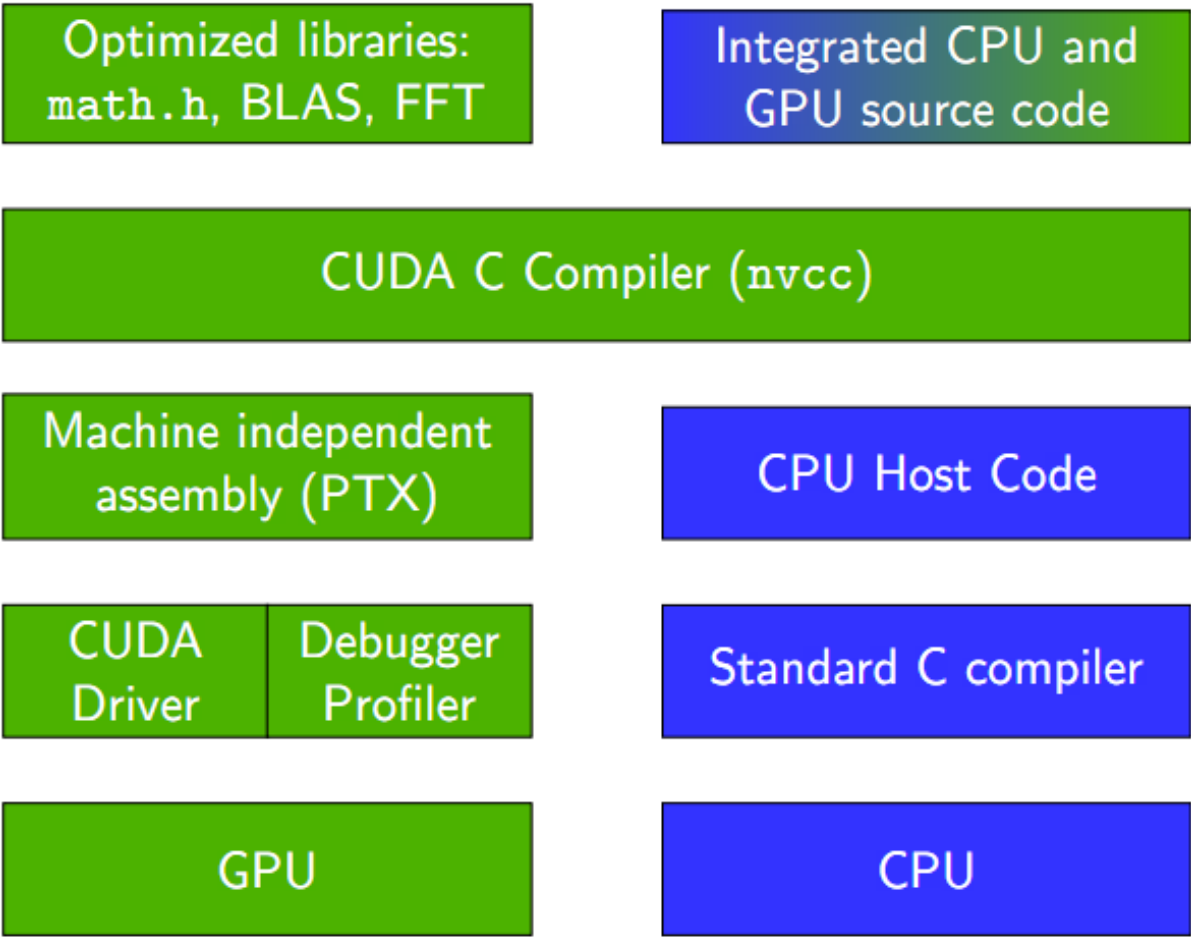 Optimized libraries:
math.h, BLAS, FFT
Integrated CPU and
GPU source code
CUDA C Compiler (nvcc)
Machine independent
assembly (PTX)
CPU Host Code
CUDA
Driver
Debugger
Profiler
Standard C compiler
GPU
CPU